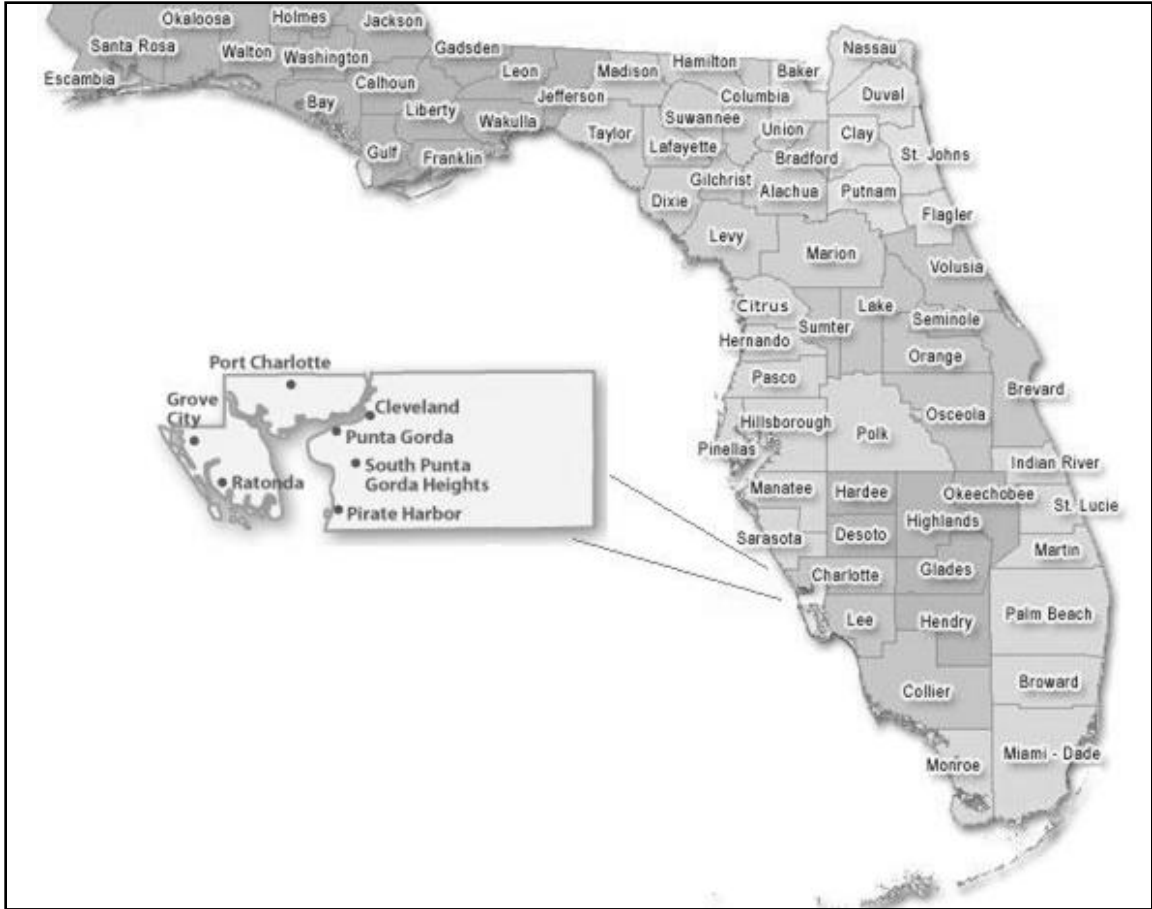 Okaloosa
Holmes
Jackson
Santa Rosa
Walton
Washington
Gadsden
Escambia
Calhoun
Leon
Madison
Hamilton
Baker
Nassau
Bay
Liberty
Jefferson
Columbia
Duval
Wakulla
Suwannee
Taylor
Union
Clay
Gulf
Franklin
Lafayette
Bradford
St. Johns
Gilchrist
Alachua
Putnam
Dixie
Flagler
Levy
Marion
Volusia
Citrus
Lake
Sumter
Seminole
Hernando
Orange
Pasco
Brevard
Osceola
Hillsborough
Polk
Pinellas
Indian River
Manatee
Hardee
Okeechobee
St. Lucie
Highlands
Sarasota
Desoto
Martin
Charlotte
Glades
Lee
Hendry
Palm Beach
Collier
Broward
Monroe
Miami - Dade
Port Charlotte
Grove
City
Cleveland
Punta Gorda
South Punta
Gorda Heights
Ratonda
Pirate Harbor